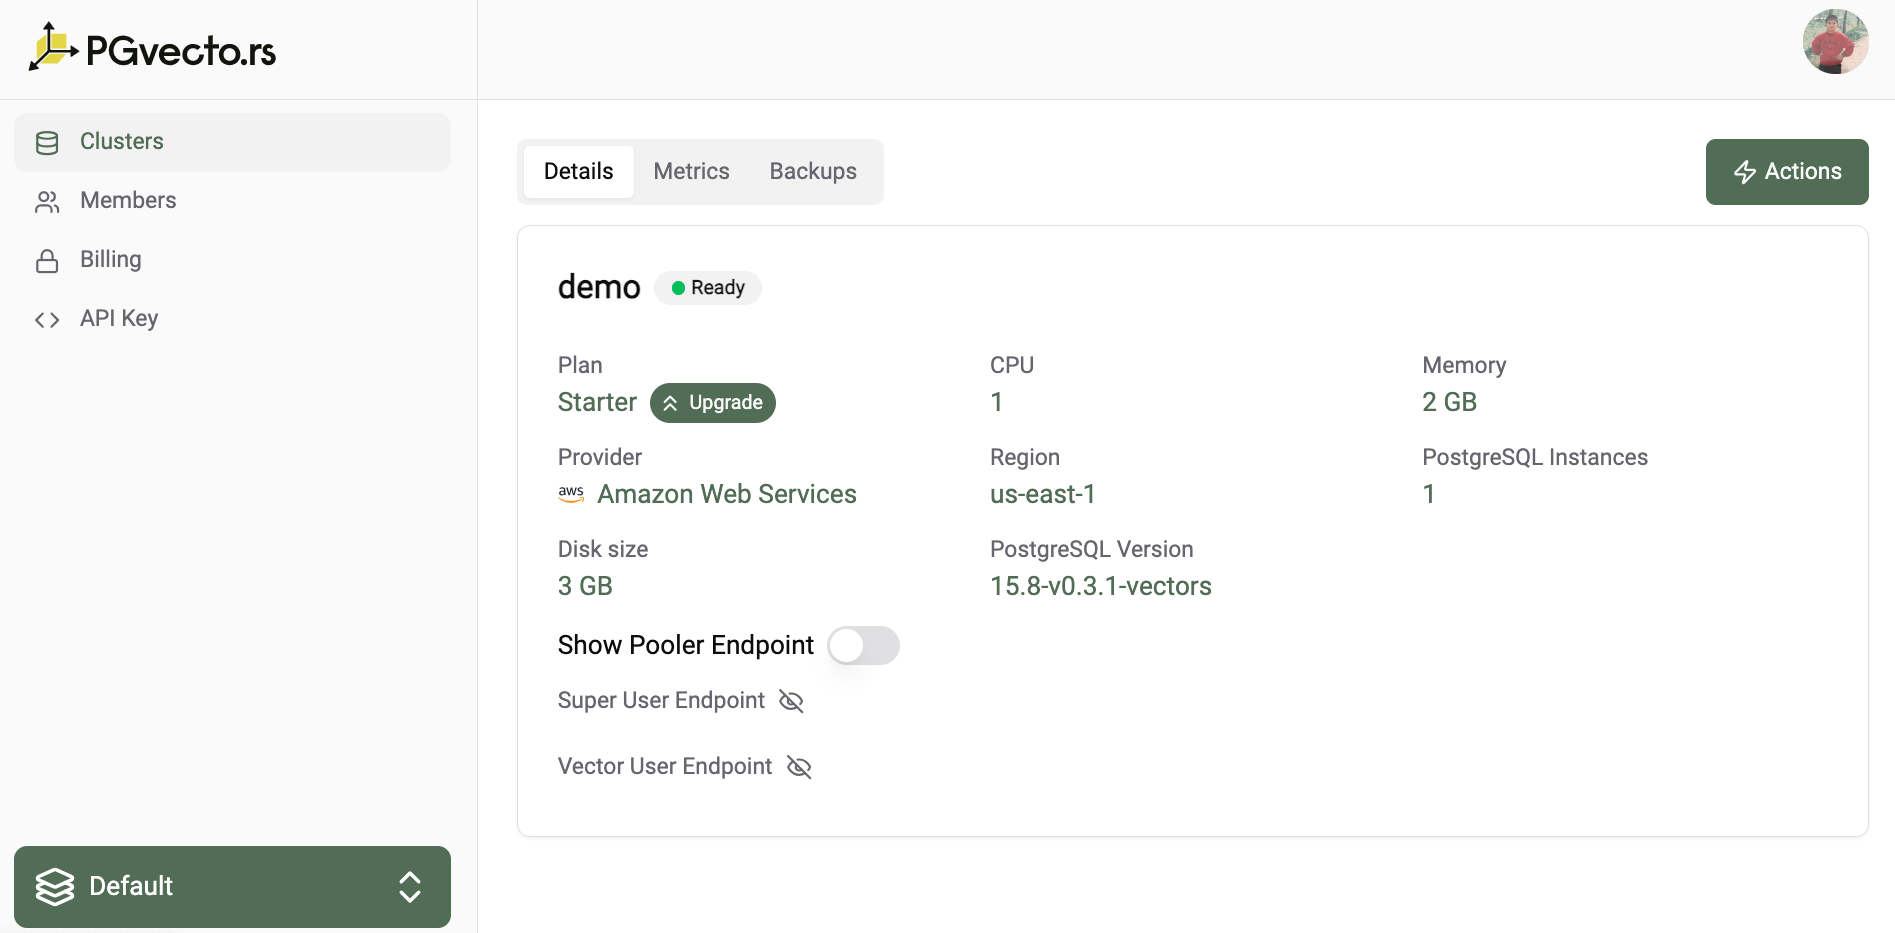 PGvecto.rs
Clusters
Members
Billing
API Key
Default
Details Metrics Backups
Actions
demo Ready
Plan CPU Memory
Starter Upgrade 1 2 GB
Provider Region PostgreSQL Instances
aws Amazon Web Services us-east-1 1
Disk size PostgreSQL Version
3 GB 15.8-v0.3.1-vectors
Show Pooler Endpoint
Super User Endpoint
Vector User Endpoint